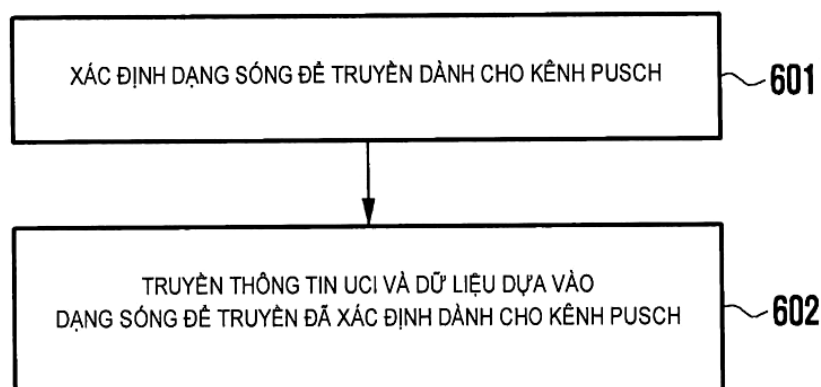 XÁC ĐỊNH DẠNG SÓNG ĐỂ TRUYỀN DÀNH CHO KÊNH PUSCH
601
TRUYỀN THÔNG TIN UCI VÀ DỮ LIỆU DỰA VÀO
DẠNG SÓNG ĐỂ TRUYỀN ĐÃ XÁC ĐỊNH DÀNH CHO KÊNH PUSCH
602